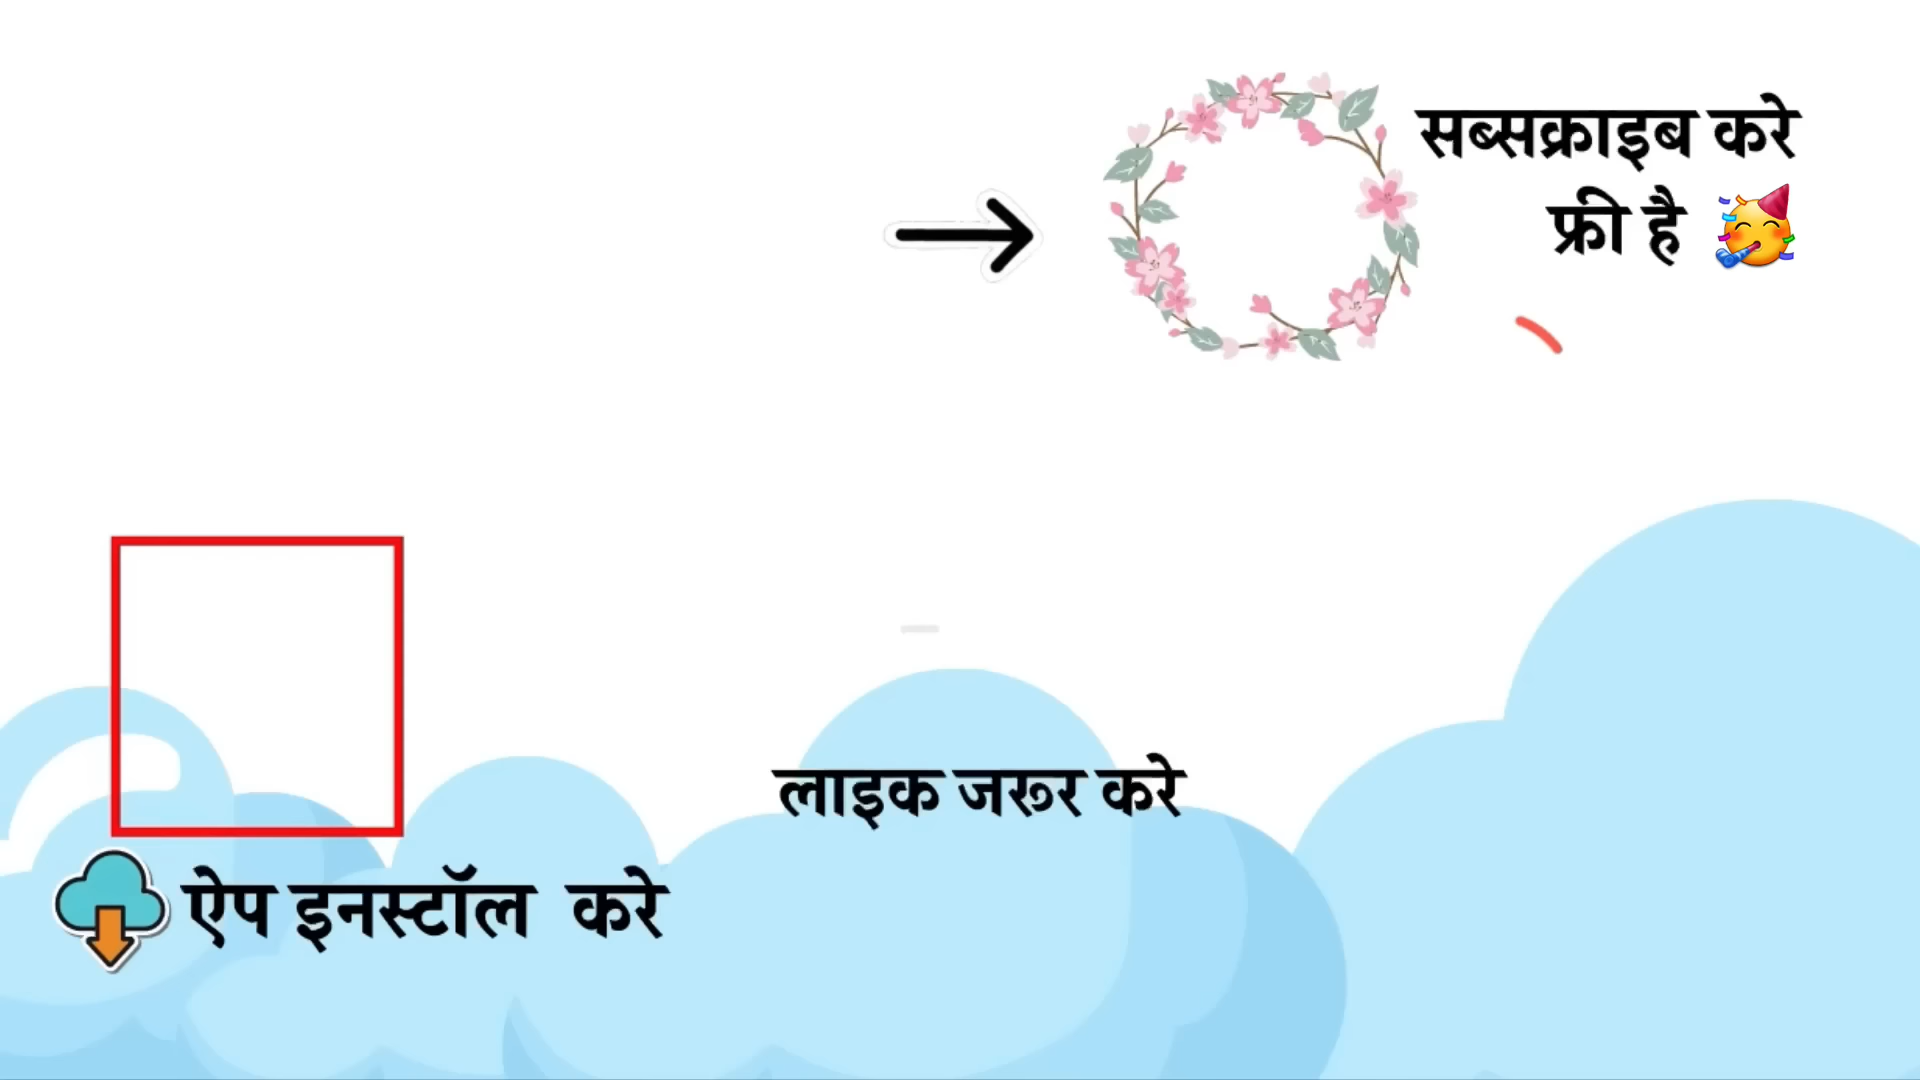 सब्सक्राइब करे
फ्री है 🥳
लाइक जरूर करे
ऐप इनस्टॉल करे